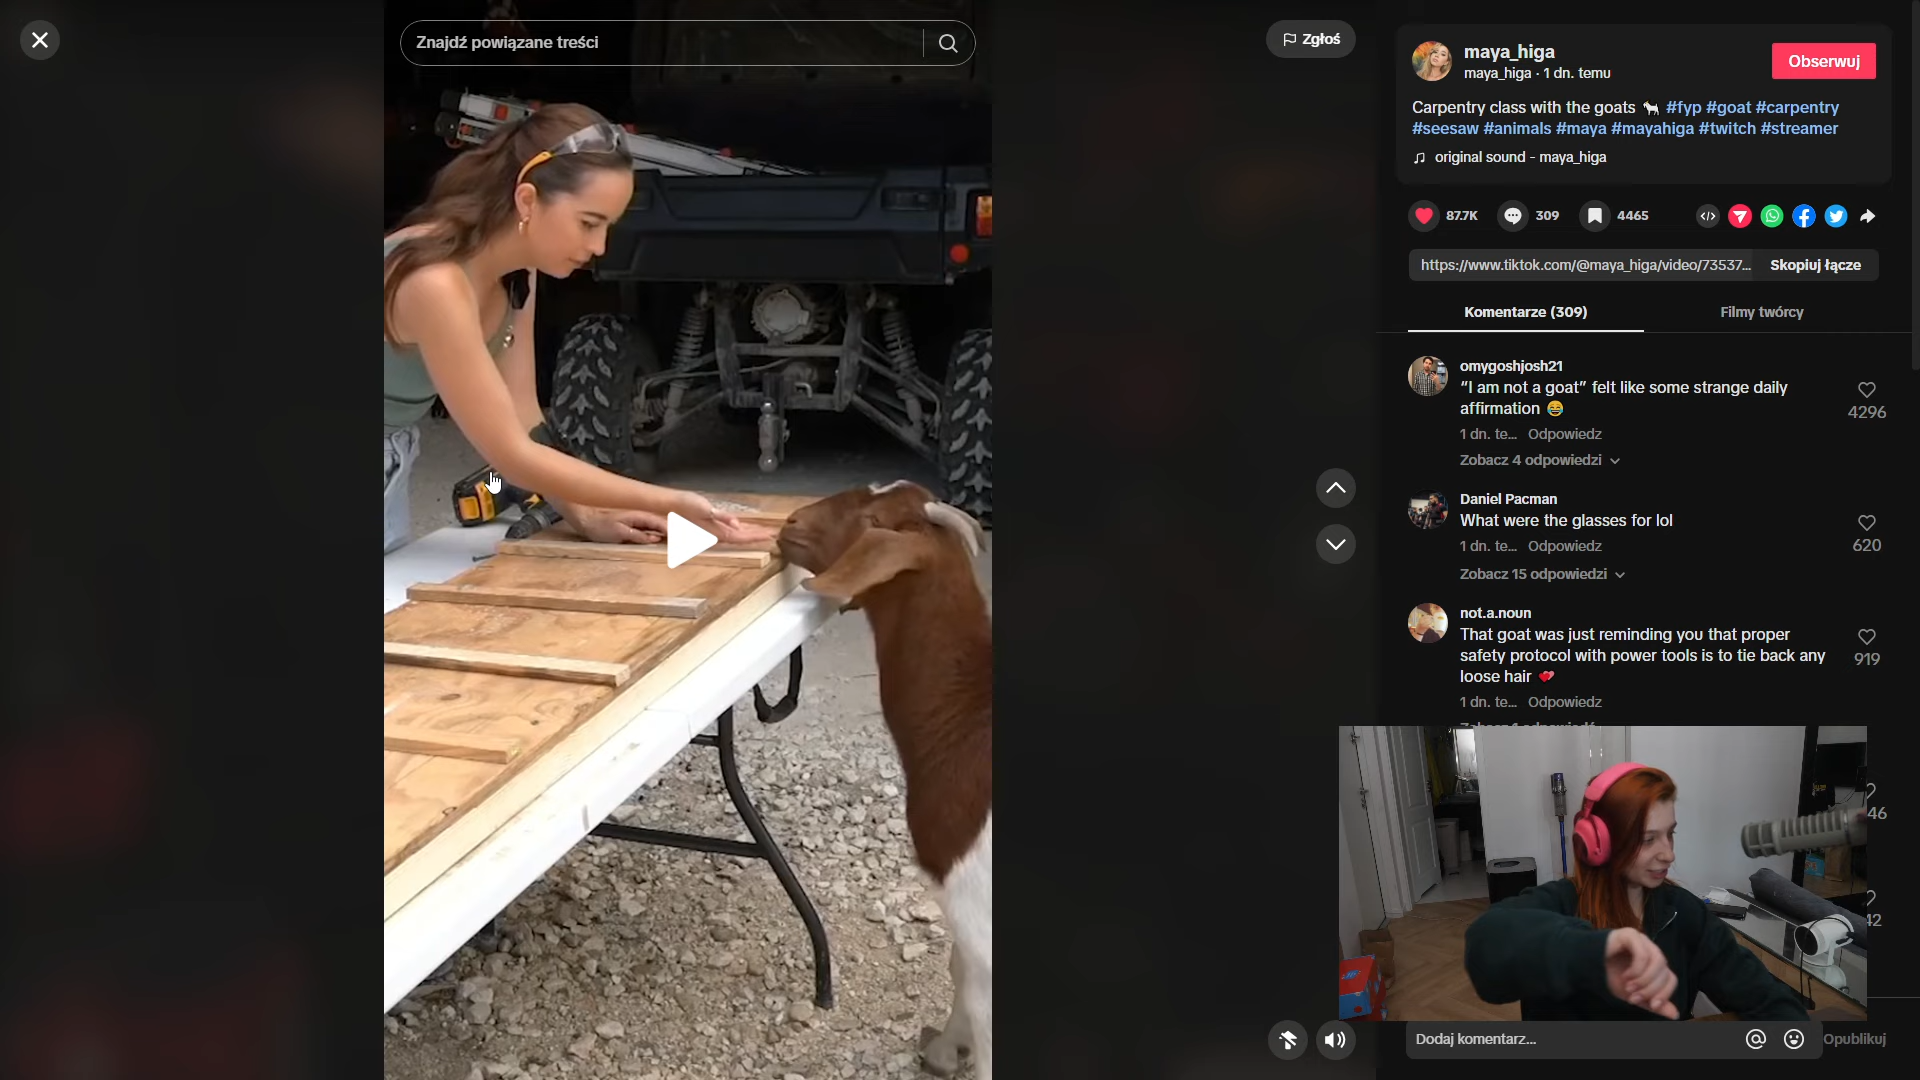 Znajdź powiązane treści
Zgłoś
maya_higa
maya_higa · 1 dn. temu
Obserwuj
Carpentry class with the goats 🐐 #fyp #goat #carpentry
#seesaw #animals #maya #mayahiga #twitch #streamer
original sound - maya_higa
87.7K
309
4465
https://www.tiktok.com/@maya_higa/video/73537...
Skopiuj łącze
Komentarze (309)
Filmy twórcy
omygoshjosh21
“I am not a goat” felt like some strange daily
affirmation 😂
4296
1 dn. te...
Odpowiedz
Zobacz 4 odpowiedzi
Daniel Pacman
What were the glasses for lol
620
1 dn. te...
Odpowiedz
Zobacz 15 odpowiedzi
not.a.noun
That goat was just reminding you that proper
safety protocol with power tools is to tie back any
loose hair 💕
919
1 dn. te...
Odpowiedz
46
42
Dodaj komentarz...
Opublikuj